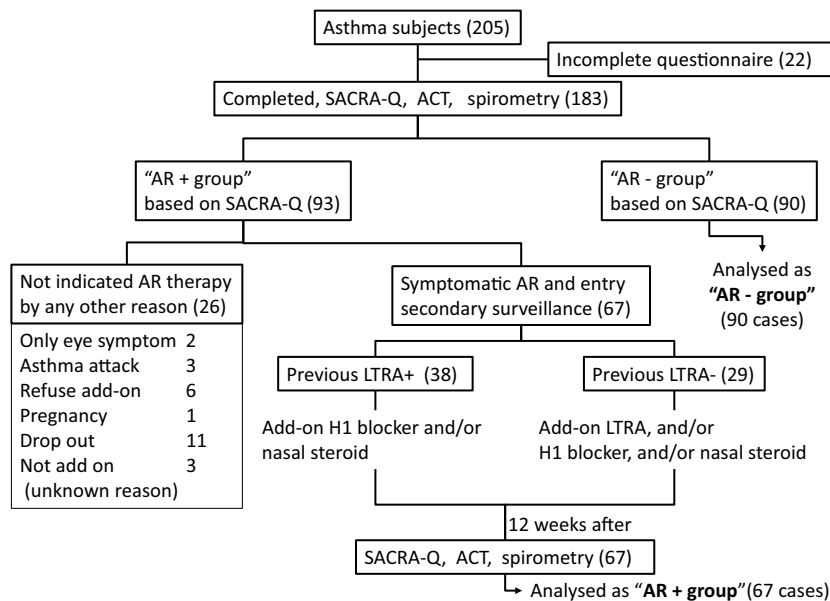 Asthma subjects (205)
Incomplete questionnaire (22)
Completed, SACRA-Q, ACT, spirometry (183)
“AR + group”
based on SACRA-Q (93)
“AR - group”
based on SACRA-Q (90)
Analysed as
“AR - group”
(90 cases)
Not indicated AR therapy
by any other reason (26)
Only eye symptom 2
Asthma attack 3
Refuse add-on 6
Pregnancy 1
Drop out 11
Not add on 3
(unknown reason)
Symptomatic AR and entry
secondary surveillance (67)
Previous LTRA+ (38)
Previous LTRA- (29)
Add-on H1 blocker and/or
nasal steroid
Add-on LTRA, and/or
H1 blocker, and/or nasal steroid
12 weeks after
SACRA-Q, ACT, spirometry (67)
Analysed as “AR + group”(67 cases)